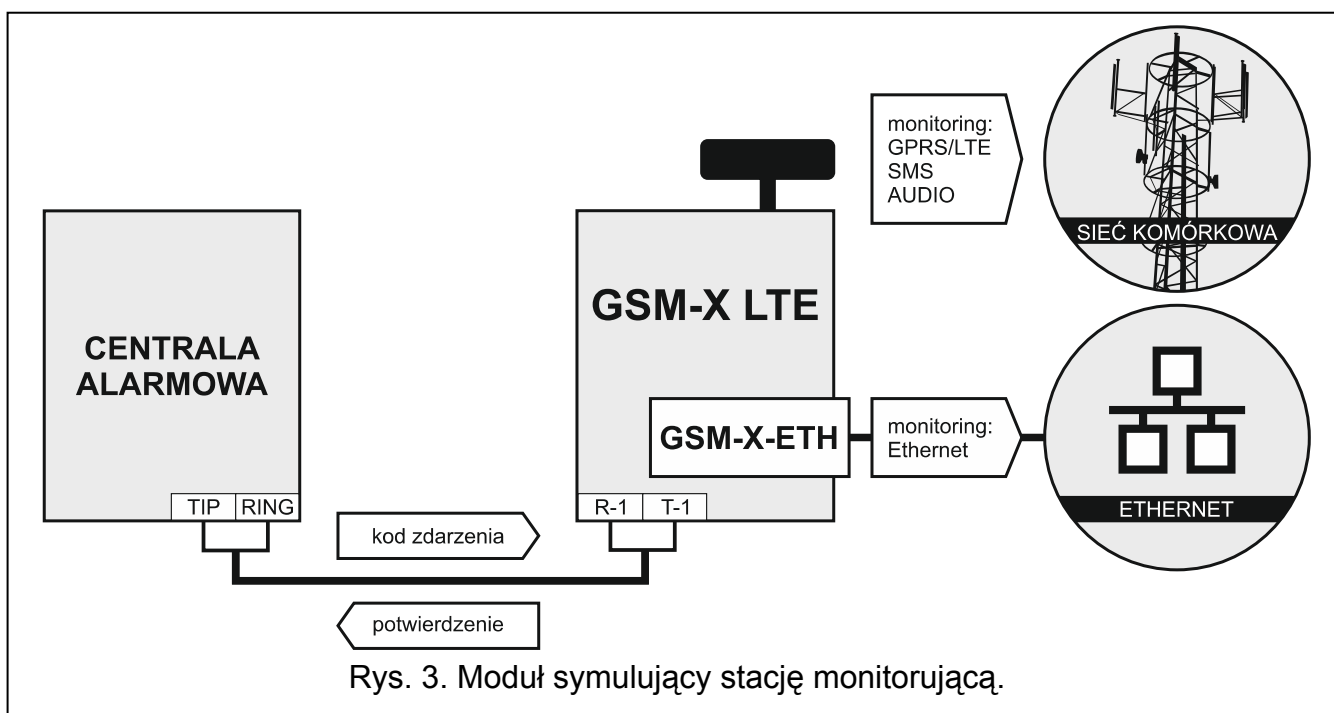 monitoring:
GPRS/LTE
SMS
AUDIO
SIEĆ KOMÓRKOWA
CENTRALA
ALARMOWA
TIP
RING
GSM-X LTE
GSM-X-ETH
R-1
T-1
monitoring:
Ethernet
ETHERNET
kod zdarzenia
potwierdzenie
Rys. 3. Moduł symulujący stację monitorującą.